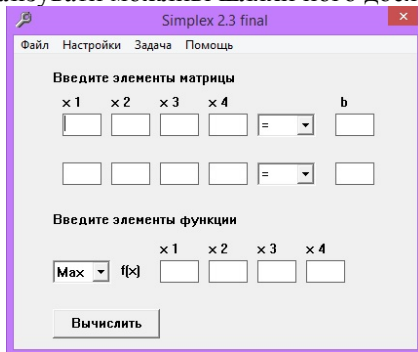 Simplex 2.3 final
Файл Настройки Задача Помощь
Введите элементы матрицы
x 1 x 2 x 3 x 4 b
=
=
Введите элементы функции
x 1 x 2 x 3 x 4
Max f(x)
Вычислить